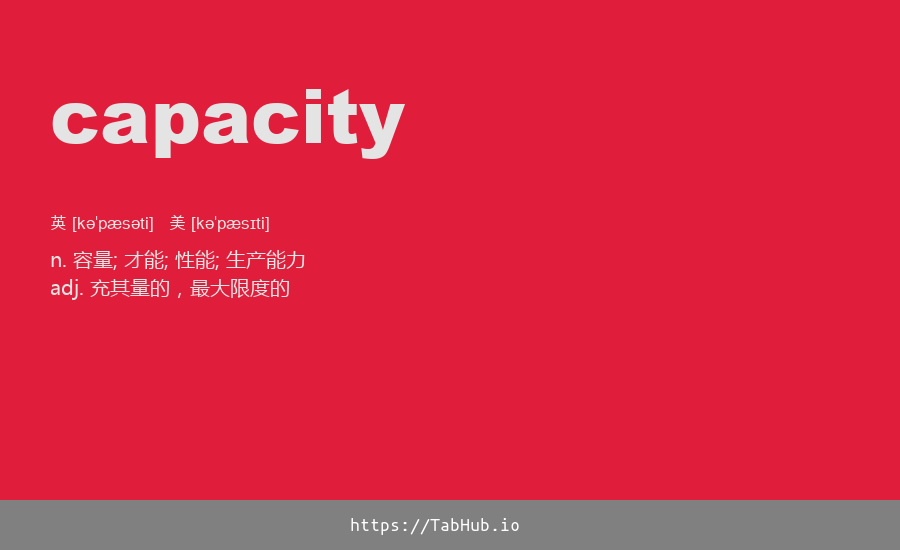 capacity
英 [kəˈpæsəti] 美 [kəˈpæsɪti]
n. 容量; 才能; 性能; 生产能力
adj. 充其量的，最大限度的
https://TabHub.io